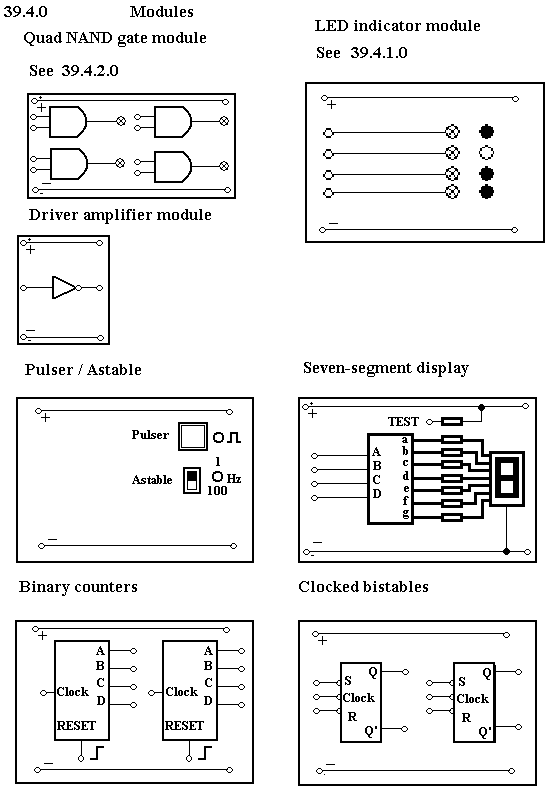 39.4.0 Modules
Quad NAND gate module
See 39.4.2.0
LED indicator module
See 39.4.1.0
+
−
+
−
Driver amplifier module
+
−
Pulser / Astable
+
Pulser
1
Astable Hz
100
−
Seven-segment display
+
TEST
a
A b
B c
C d
D e
f
g
−
Binary counters
+
A A
B B
Clock C Clock C
D D
RESET RESET
−
Clocked bistables
+
Q Q
S S
Clock Clock
R R
Q' Q'
−